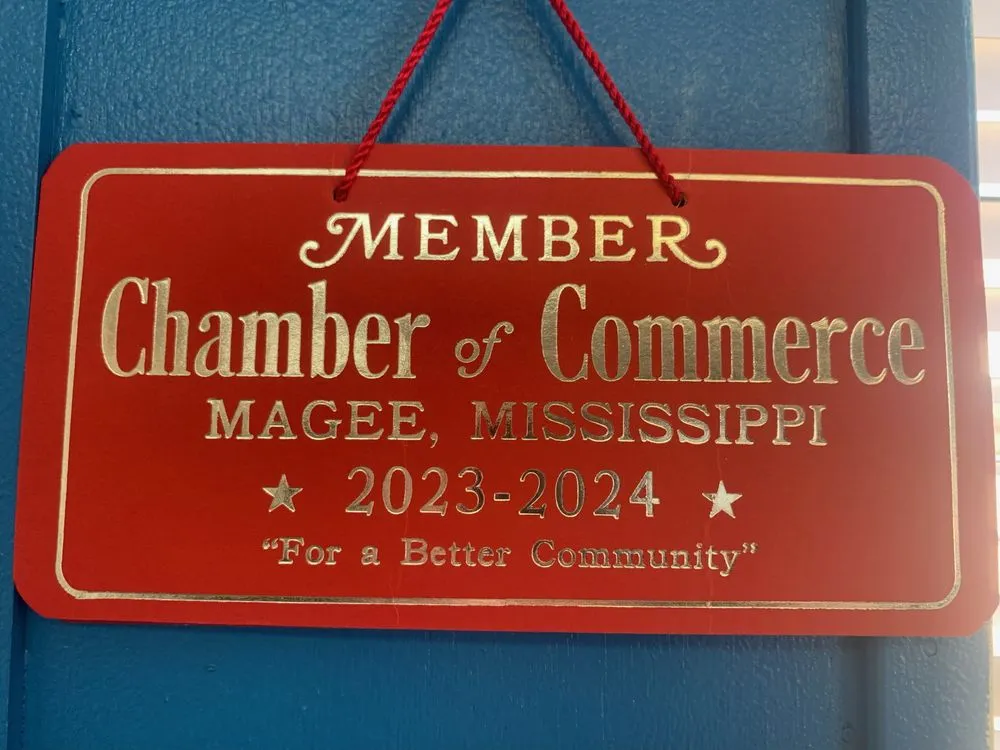 MEMBER
Chamber of Commerce
MAGEE, MISSISSIPPI
★ 2023-2024 ★
“For a Better Community”